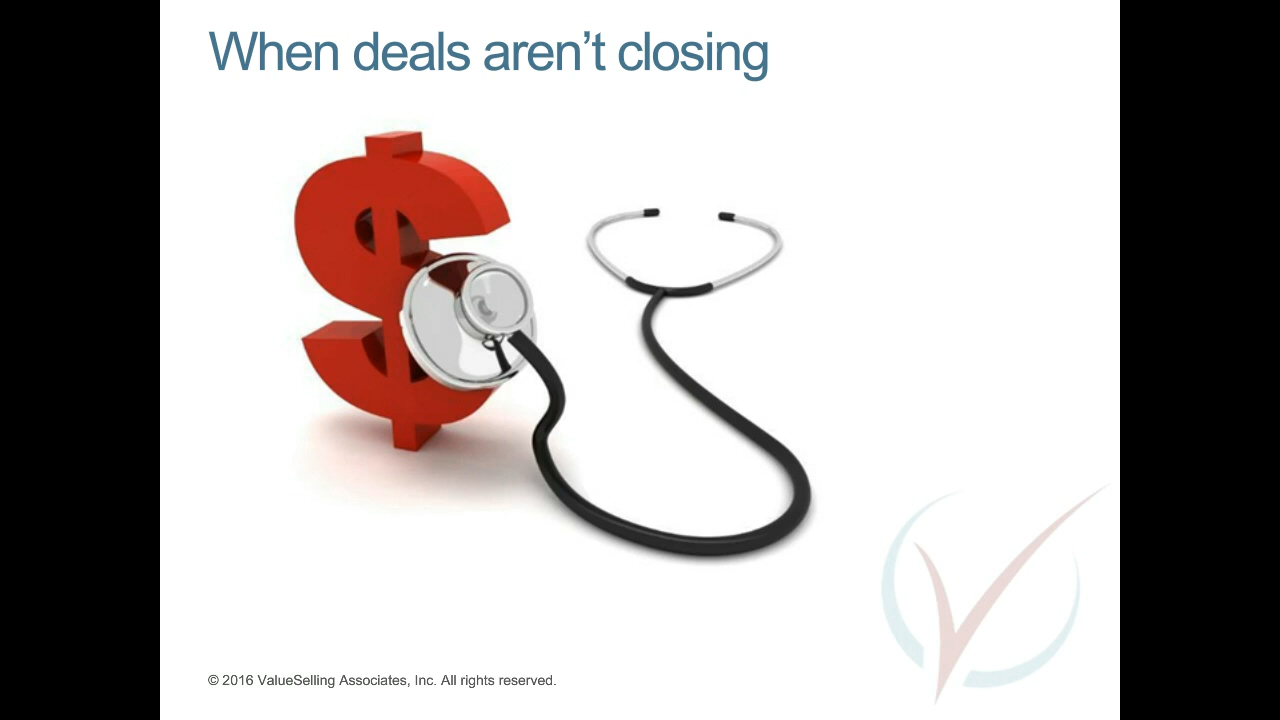 When deals aren’t closing
© 2016 ValueSelling Associates, Inc. All rights reserved.